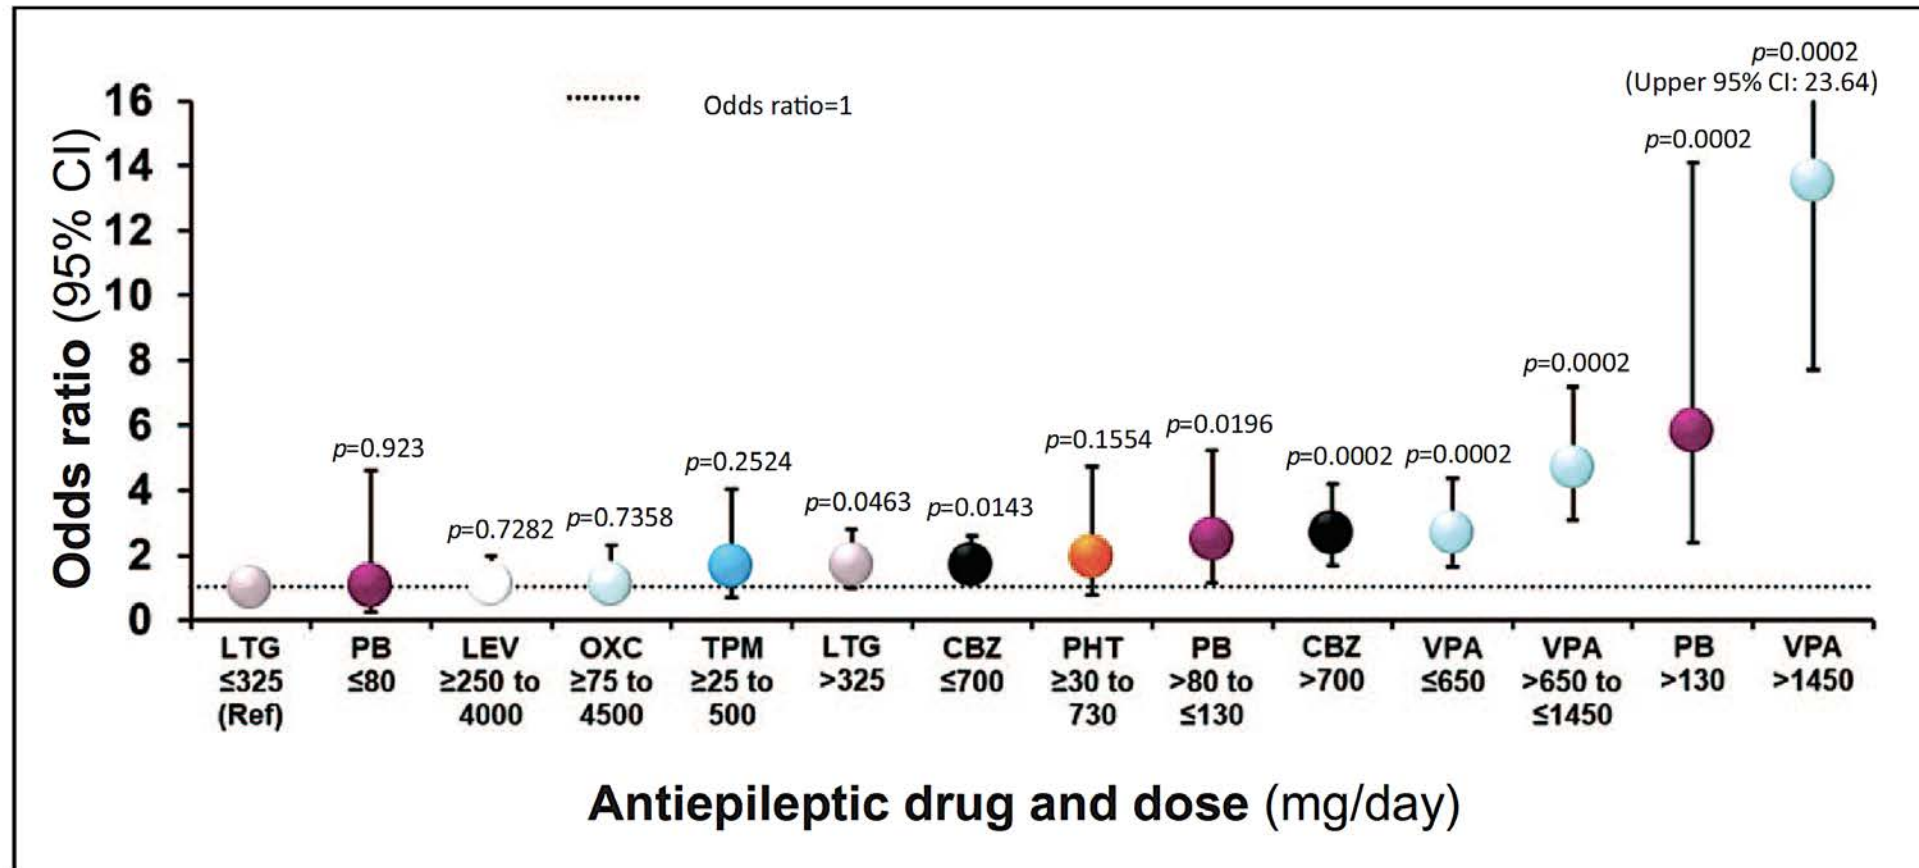 p=0.0002
(Upper 95% CI: 23.64)
Odds ratio=1
p=0.0002
p=0.0002
p=0.923
p=0.7282
p=0.7358
p=0.2524
p=0.0463
p=0.0143
p=0.1554
p=0.0196
p=0.0002
p=0.0002
Odds ratio (95% CI)
16
14
12
10
8
6
4
2
0
LTG
≤325
(Ref)
PB
≤80
LEV
≥250 to
4000
OXC
≥75 to
4500
TPM
≥25 to
500
LTG
>325
CBZ
≤700
PHT
≥30 to
730
PB
>80 to
≤130
CBZ
>700
VPA
≤650
VPA
>650 to
≤1450
PB
>130
VPA
>1450
Antiepileptic drug and dose (mg/day)